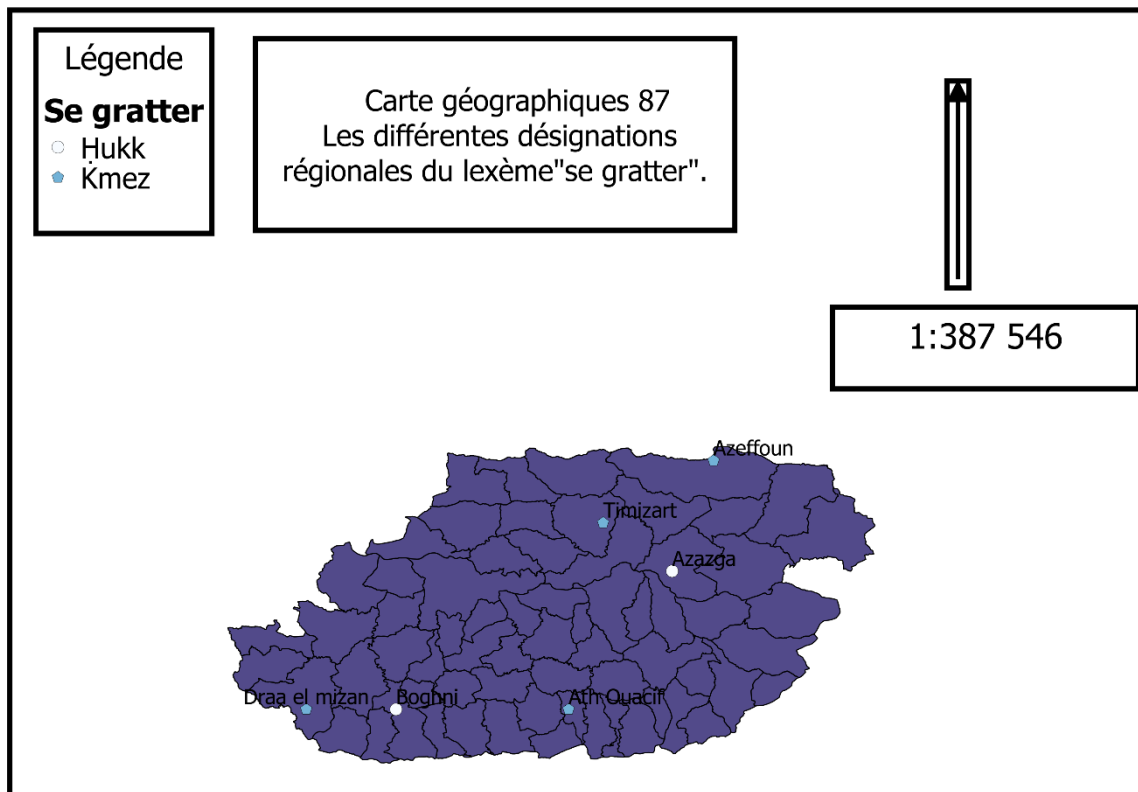 Légende
Se gratter
Ḥukk
Kmez
Carte géographiques 87
Les différentes désignations
régionales du lexème"se gratter".
1:387 546
Azeffoun
Timizart
Azazga
Draa el mizan
Boghni
Ath Ouacif